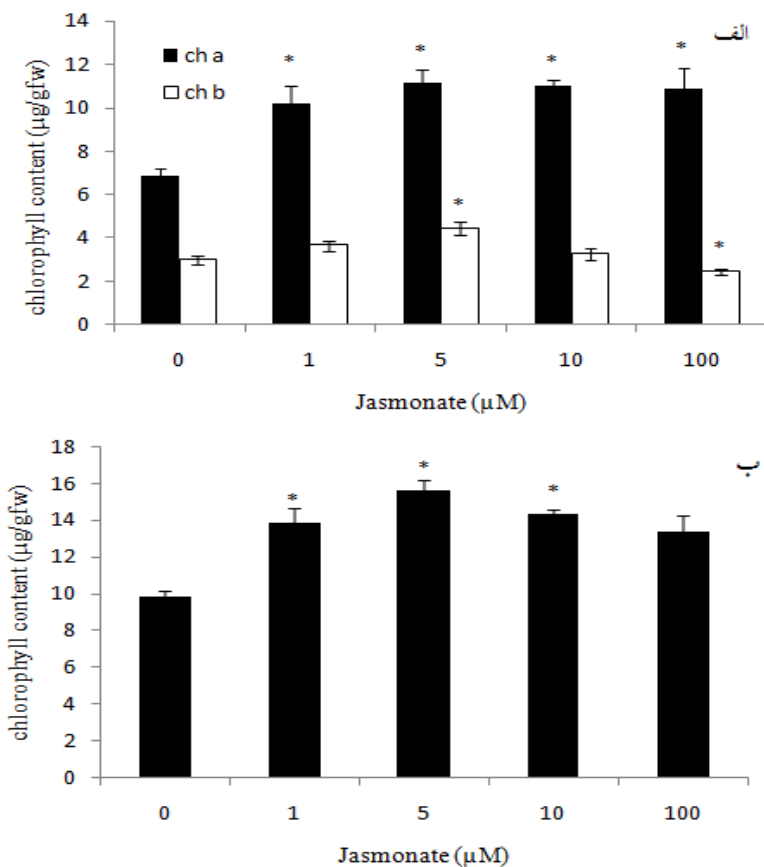 الف
ch a
ch b
chlorophyll content (µg/gfw)
14
12
10
8
6
4
2
0
* * * *
* *
0 1 5 10 100
Jasmonate (µM)
ب
chlorophyll content (µg/gfw)
18
16
14
12
10
8
6
4
2
0
* * *
0 1 5 10 100
Jasmonate (µM)